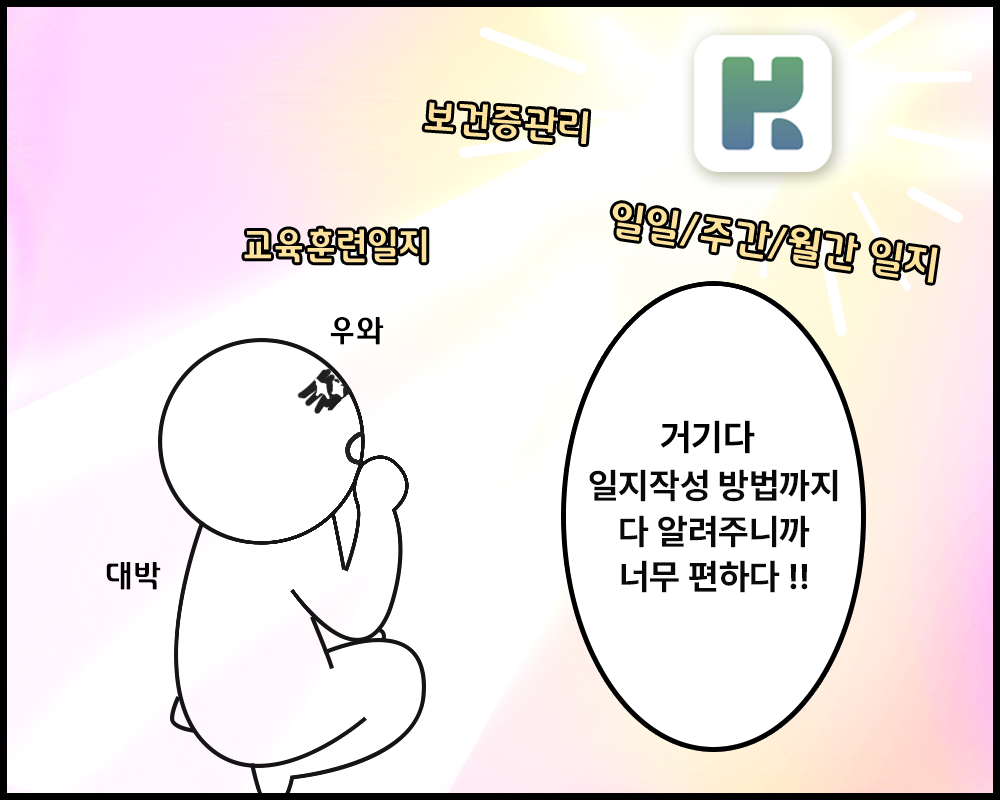 보건증관리
일일/주간/월간 일지
교육훈련일지
우와
거기다
일지작성 방법까지
다 알려주니까
너무 편하다 !!
대박